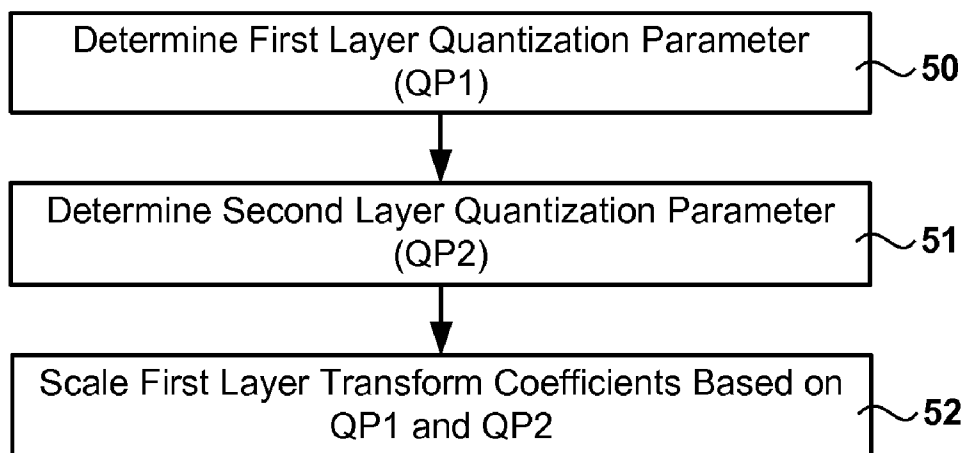 Determine First Layer Quantization Parameter
(QP1)
50
Determine Second Layer Quantization Parameter
(QP2)
51
Scale First Layer Transform Coefficients Based on
QP1 and QP2
52